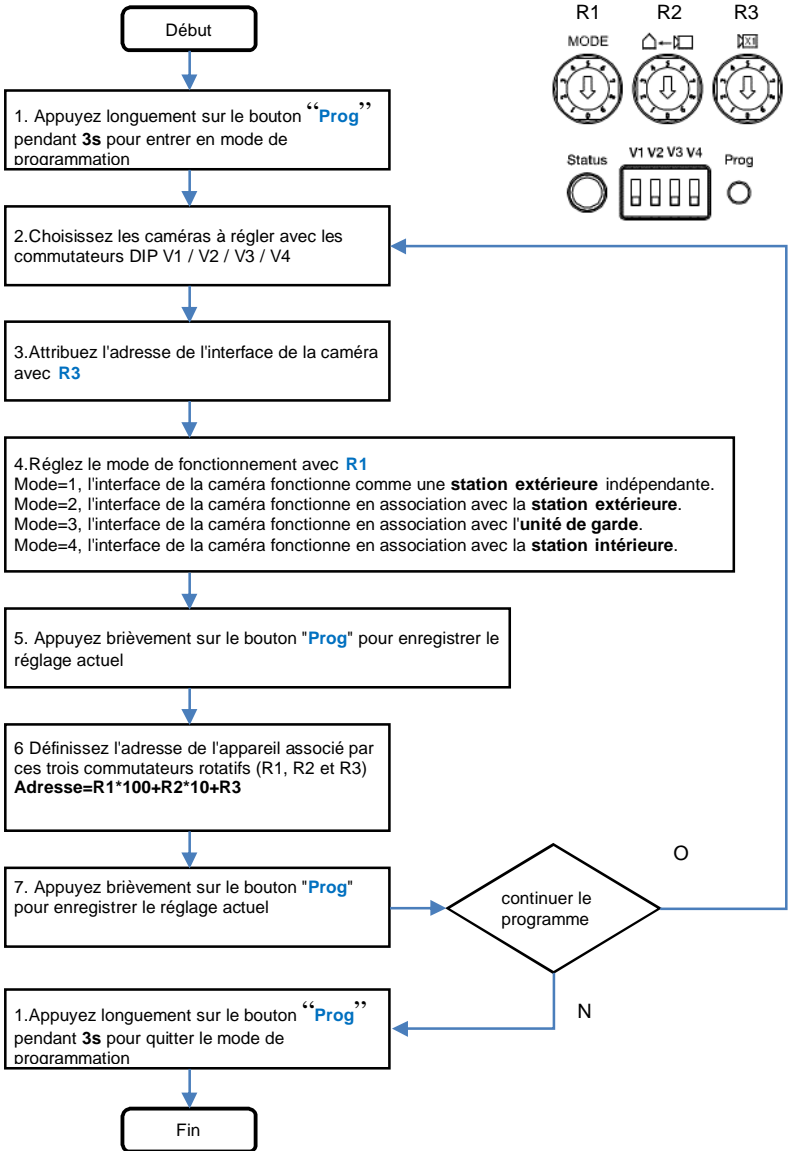 Début
R1 R2 R3
MODE
X1
Status V1 V2 V3 V4 Prog
1. Appuyez longuement sur le bouton “Prog”
pendant 3s pour entrer en mode de
programmation
2.Choisissez les caméras à régler avec les
commutateurs DIP V1 / V2 / V3 / V4
3.Attribuez l'adresse de l'interface de la caméra
avec R3
4.Réglez le mode de fonctionnement avec R1
Mode=1, l'interface de la caméra fonctionne comme une station extérieure indépendante.
Mode=2, l'interface de la caméra fonctionne en association avec la station extérieure.
Mode=3, l'interface de la caméra fonctionne en association avec l'unité de garde.
Mode=4, l'interface de la caméra fonctionne en association avec la station intérieure.
5. Appuyez brièvement sur le bouton "Prog" pour enregistrer le
réglage actuel
6 Définissez l'adresse de l'appareil associé par
ces trois commutateurs rotatifs (R1, R2 et R3)
Adresse=R1*100+R2*10+R3
7. Appuyez brièvement sur le bouton "Prog"
pour enregistrer le réglage actuel
continuer le
programme
O
N
1.Appuyez longuement sur le bouton “Prog”
pendant 3s pour quitter le mode de
programmation
Fin